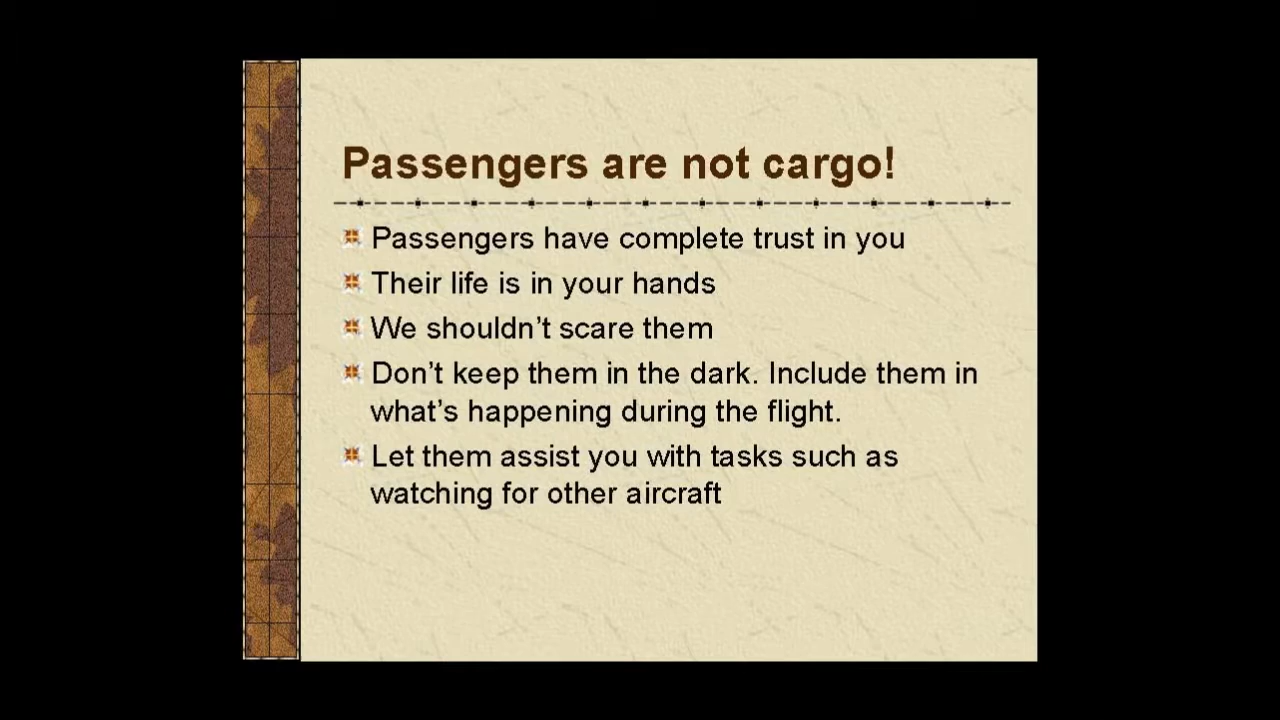 Passengers are not cargo!
Passengers have complete trust in you
Their life is in your hands
We shouldn’t scare them
Don’t keep them in the dark. Include them in
what’s happening during the flight.
Let them assist you with tasks such as
watching for other aircraft